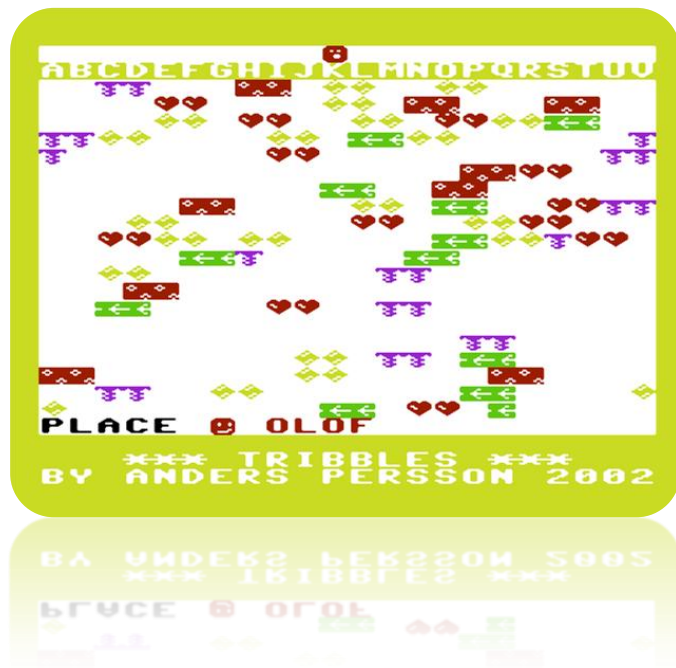 ABCDEFGHIJKLMNOPQRSTUV
PLACE @ OLOF
*** TRIBBLES ***
BY ANDERS PERSSON 2002